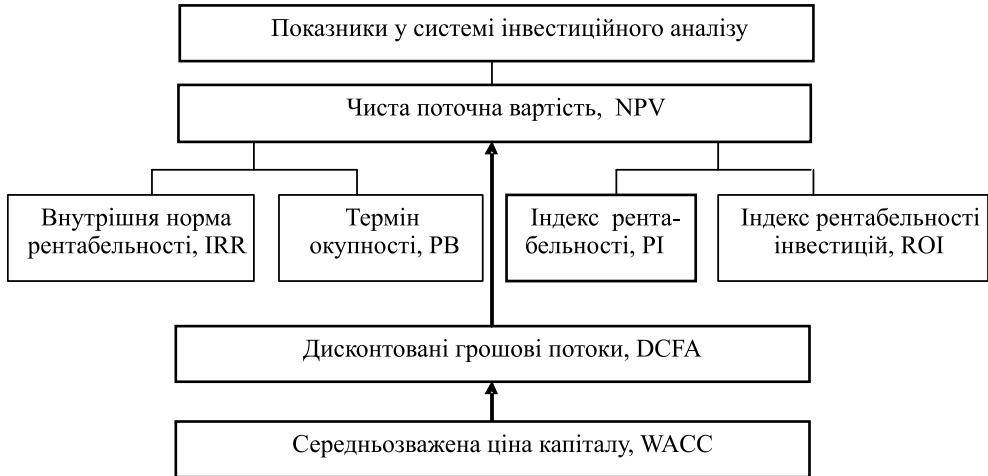 Показники у системі інвестиційного аналізу
Чиста поточна вартість, NPV
Внутрішня норма
рентабельності, IRR
Термін
окупності, PB
Індекс рента-
бельності, PI
Індекс рентабельності
інвестицій, ROI
Дисконтовані грошові потоки, DCFA
Середньозважена ціна капіталу, WACC